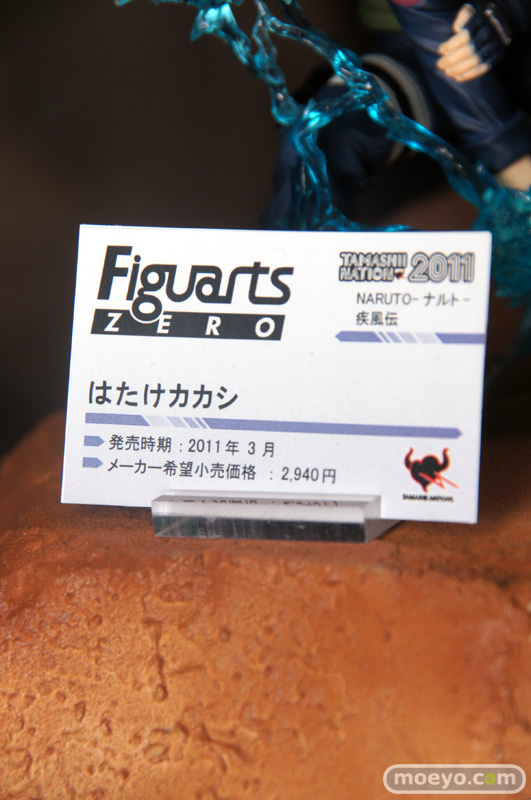 Figuarts
ZERO
TAMASHII
NATION 2011
NARUTO-ナルト-
疾風伝
はたけカカシ
発売時期：2011年 3月
メーカー希望小売価格 ：2,940円
TAMASHII NATIONS
moeyo.com